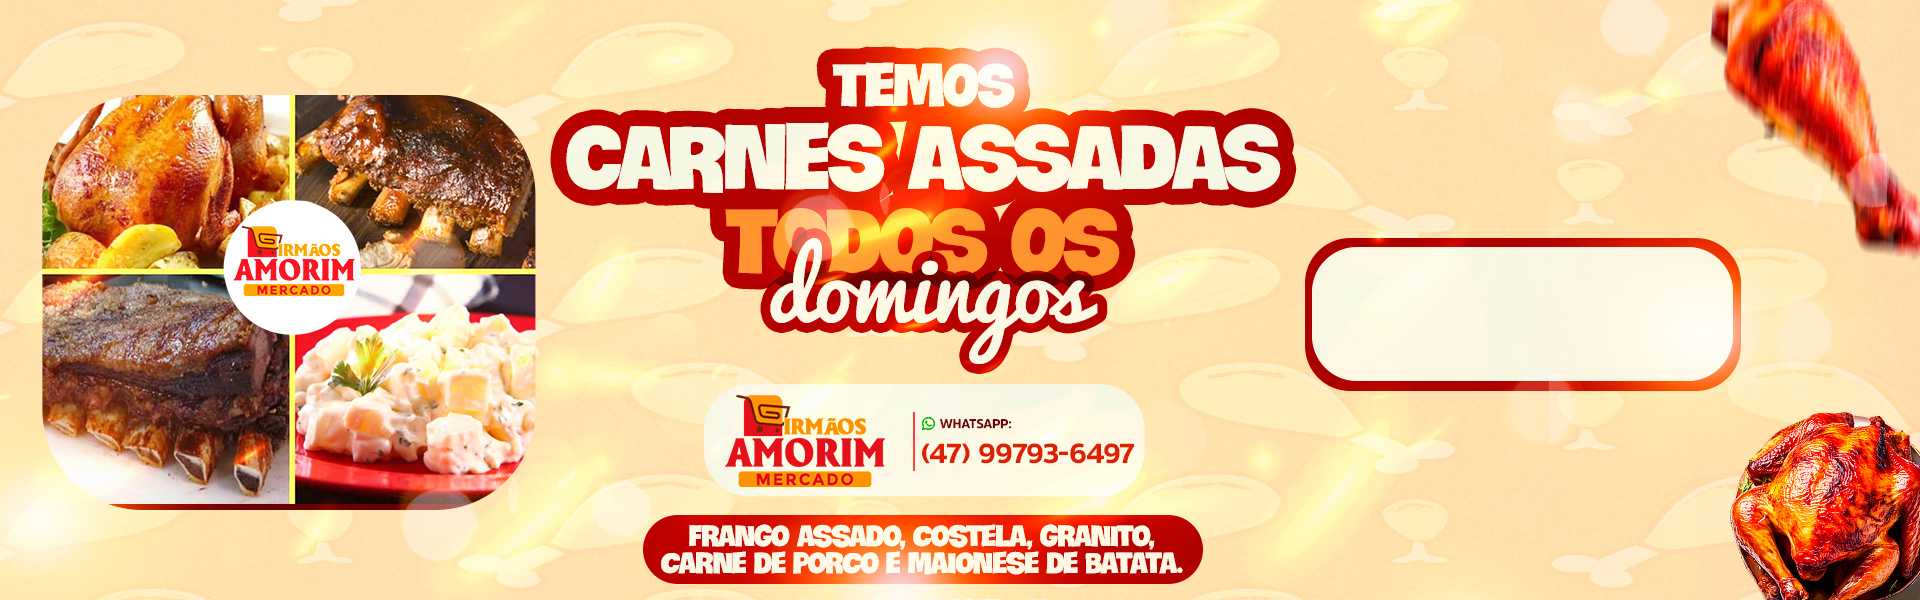 IRMÃOS
AMORIM
MERCADO
TEMOS
CARNES ASSADAS
TODOS OS
domingos
IRMÃOS
AMORIM
MERCADO
WHATSAPP:
(47) 99793-6497
FRANGO ASSADO, COSTELA, GRANITO,
CARNE DE PORCO E MAIONESE DE BATATA.